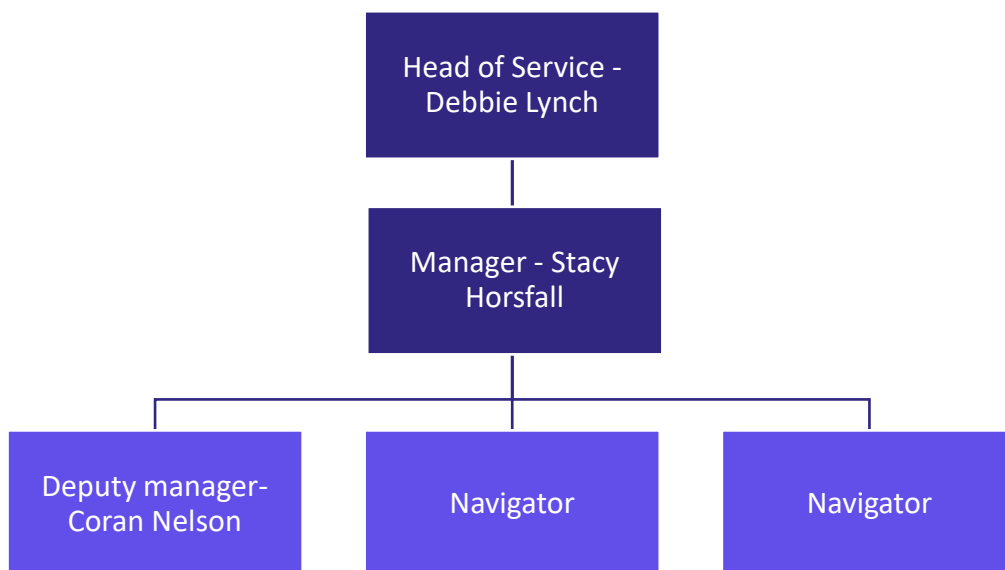 Head of Service -
Debbie Lynch
Manager - Stacy
Horsfall
Deputy manager-
Coran Nelson
Navigator
Navigator